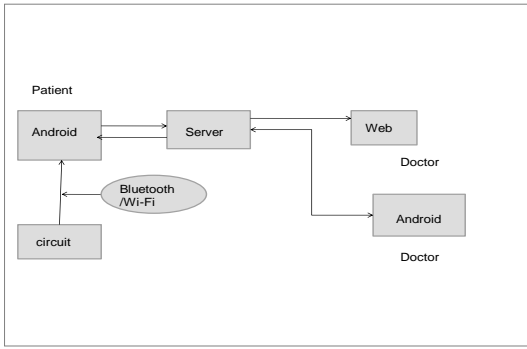 Patient
Android
Server
Web
Doctor
Bluetooth
/Wi-Fi
Android
circuit
Doctor